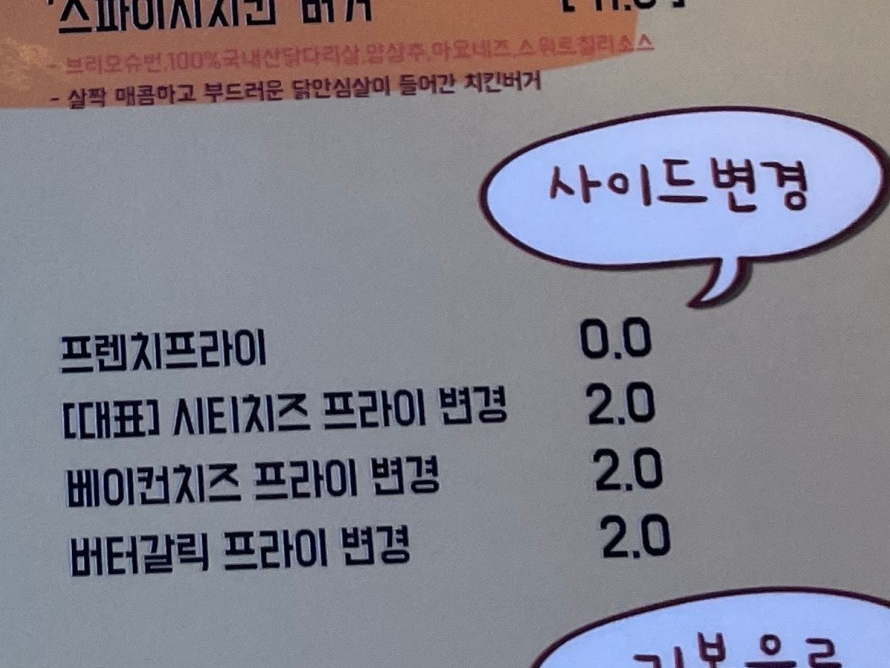 스파이시치킨 버거
- 브리오슈번,100%국내산닭다리살,양상추,마요네즈,스위트칠리소스
- 살짝 매콤하고 부드러운 닭안심살이 들어간 치킨버거
사이드변경
프렌치프라이 0.0
[대표] 시티치즈 프라이 변경 2.0
베이컨치즈 프라이 변경 2.0
버터갈릭 프라이 변경 2.0
기본음료